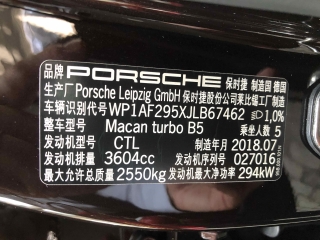 品牌 PORSCHE 保时捷 制造国 德国
生产厂 Porsche Leipzig GmbH 保时捷股份公司莱比锡工厂制造
车辆识别代号 WP1AF295XJLB67462 1,0%
整车型号 Macan turbo B5 乘坐人数 5
发动机型号 CTL 制造年月 2018.07
发动机排量 3604cc 027016
最大允许总质量 2550kg 发动机最大净功率 294kW